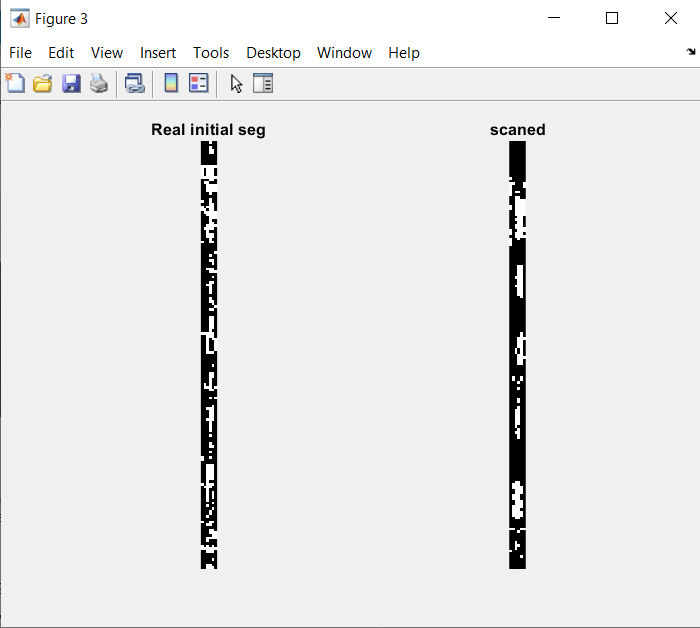 Figure 3
File Edit View Insert Tools Desktop Window Help
Real initial seg
scaned